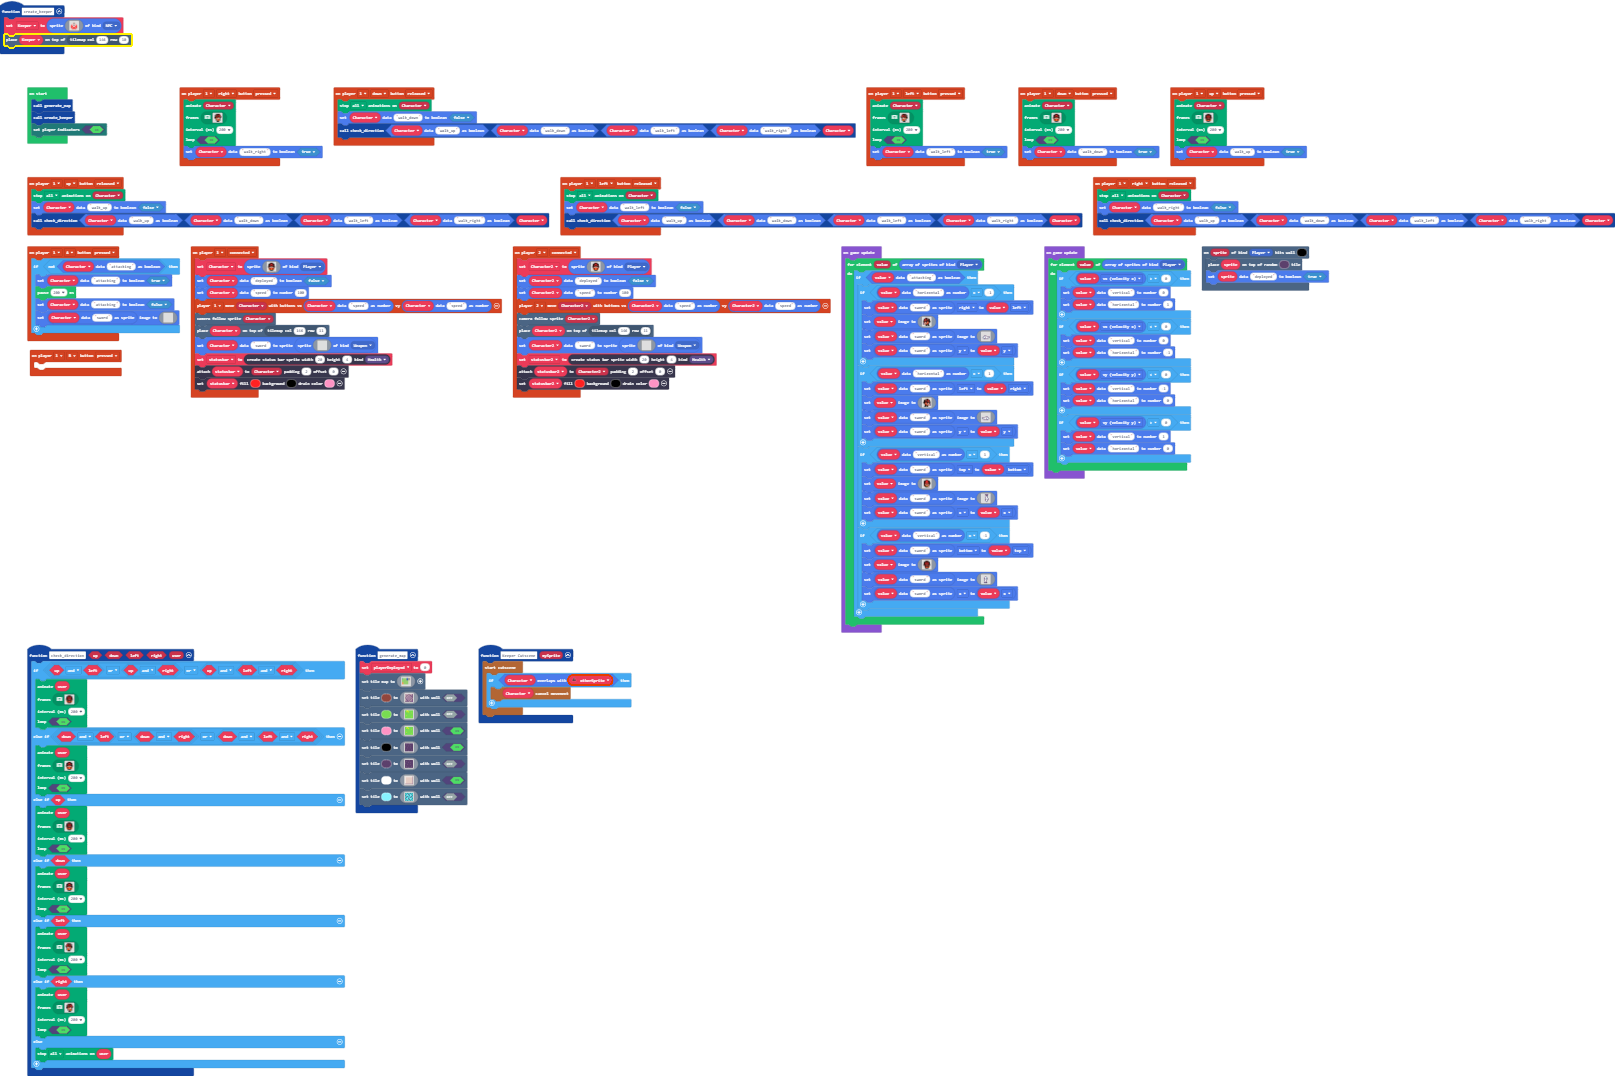 function create_keeper
set Keeper to sprite of kind NPC
place Keeper on top of tilemap col row
on start
call generate_map
call create_keeper
set player indicators
on player 1 right button pressed
animate Character
frames
interval (ms) 200
loop
set Character data walk_right to boolean true
on player 1 down button released
stop all animations on Character
set Character data walk_down to boolean false
call check_direction Character data walk_up as boolean Character data walk_down as boolean Character data walk_left as boolean Character data walk_right as boolean Character
on player 1 left button pressed
animate Character
frames
interval (ms) 200
loop
set Character data walk_left to boolean true
on player 1 down button pressed
animate Character
frames
interval (ms) 200
loop
set Character data walk_down to boolean true
on player 1 up button pressed
animate Character
frames
interval (ms) 200
loop
set Character data walk_up to boolean true
on player 1 up button released
stop all animations on Character
set Character data walk_up to boolean false
call check_direction Character data walk_up as boolean Character data walk_down as boolean Character data walk_left as boolean Character data walk_right as boolean Character
on player 1 left button released
stop all animations on Character
set Character data walk_left to boolean false
call check_direction Character data walk_up as boolean Character data walk_down as boolean Character data walk_left as boolean Character data walk_right as boolean Character
on player 1 right button released
stop all animations on Character
set Character data walk_right to boolean false
call check_direction Character data walk_up as boolean Character data walk_down as boolean Character data walk_left as boolean Character data walk_right as boolean Character
on player 1 A button pressed
if not Character data attacking as boolean then
set Character data attacking to boolean true
pause 100 ms
set Character data attacking to boolean false
set Character data sword image to
on player 2 B button pressed
on player 1 connected
set Character to sprite of kind Player
set Character data deployed to boolean false
set Character data speed to number 100
player 1 move Character with buttons vx Character data speed as number vy Character data speed as number
camera follow sprite Character
place Character on top of tilemap col row
set Character data sword to sprite sprite of kind Weapon
set statusbar to create status bar sprite width height kind Health
attach statusbar to Character padding offset
set statusbar fill background drain color
on player 2 connected
set Character2 to sprite of kind Player
set Character2 data deployed to boolean false
set Character2 data speed to number 100
player 2 move Character2 with buttons vx Character2 data speed as number vy Character2 data speed as number
camera follow sprite Character2
place Character2 on top of tilemap col row
set Character2 data sword to sprite sprite of kind Weapon
set statusbar2 to create status bar sprite width height kind Health
attach statusbar2 to Character2 padding offset
set statusbar2 fill background drain color
on game update
for element value of array of sprites of kind Player
do
if value data attacking as boolean then
if value data horizontal as number = then
set value data sword as sprite right to value left
set value image to
set value data sword as sprite image to
set value data sword as sprite y to value y
if value data horizontal as number = 1 then
set value data sword as sprite left to value right
set value image to
set value data sword as sprite image to
set value data sword as sprite y to value y
if value data vertical as number = 1 then
set value data sword as sprite top to value bottom
set value image to
set value data sword as sprite image to
set value data sword as sprite x to value x
if value data vertical as number = then
set value data sword as sprite bottom to value top
set value image to
set value data sword as sprite image to
set value data sword as sprite x to value x
on game update
for element value of array of sprites of kind Player
do
if value vx (velocity x) 0 then
set value data vertical to number 0
set value data horizontal to number 1
if value vx (velocity x) 0 then
set value data vertical to number 0
set value data horizontal to number
if value vy (velocity y) 0 then
set value data vertical to number
set value data horizontal to number 0
if value vy (velocity y) 0 then
set value data vertical to number 1
set value data horizontal to number 0
on sprite of kind Player hits wall
place sprite on top of random tile
set sprite data deployed to boolean true
function check_direction up down left right user
if up and left or up and right or up and left and right then
animate user
frames
interval (ms) 200
loop
else if down and left or down and right or down and left and right then
animate user
frames
interval (ms) 200
loop
else if up then
animate user
frames
interval (ms) 200
loop
else if down then
animate user
frames
interval (ms) 200
loop
else if left then
animate user
frames
interval (ms) 200
loop
else if right then
animate user
frames
interval (ms) 200
loop
else
stop all animations on user
function generate_map
set playerDeployed to 0
set tile map to
set tile to with wall
set tile to with wall
set tile to with wall
set tile to with wall
set tile to with wall
set tile to with wall
set tile to with wall
function Keeper Cutscene mySprite
start cutscene
if Character overlaps with otherSprite then
Character cancel movement